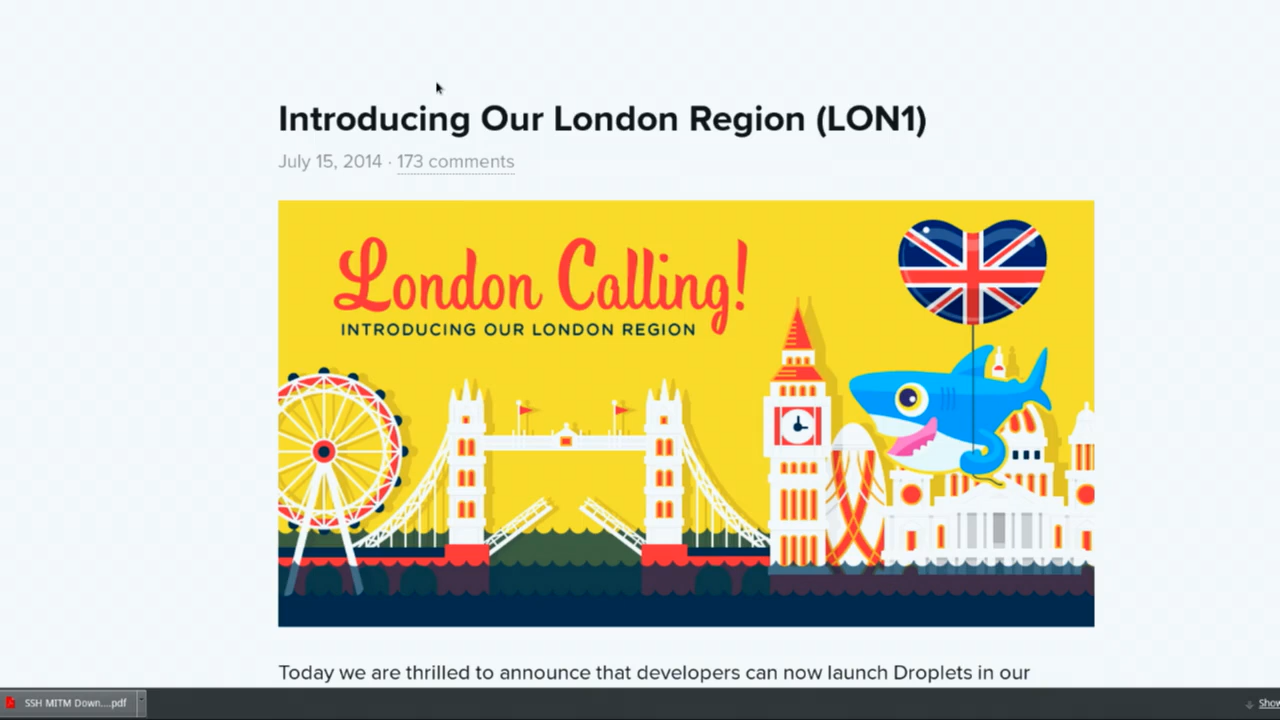 Introducing Our London Region (LON1)
July 15, 2014 · 173 comments
London Calling!
INTRODUCING OUR LONDON REGION
Today we are thrilled to announce that developers can now launch Droplets in our
SSH MITM Down....pdf
Show